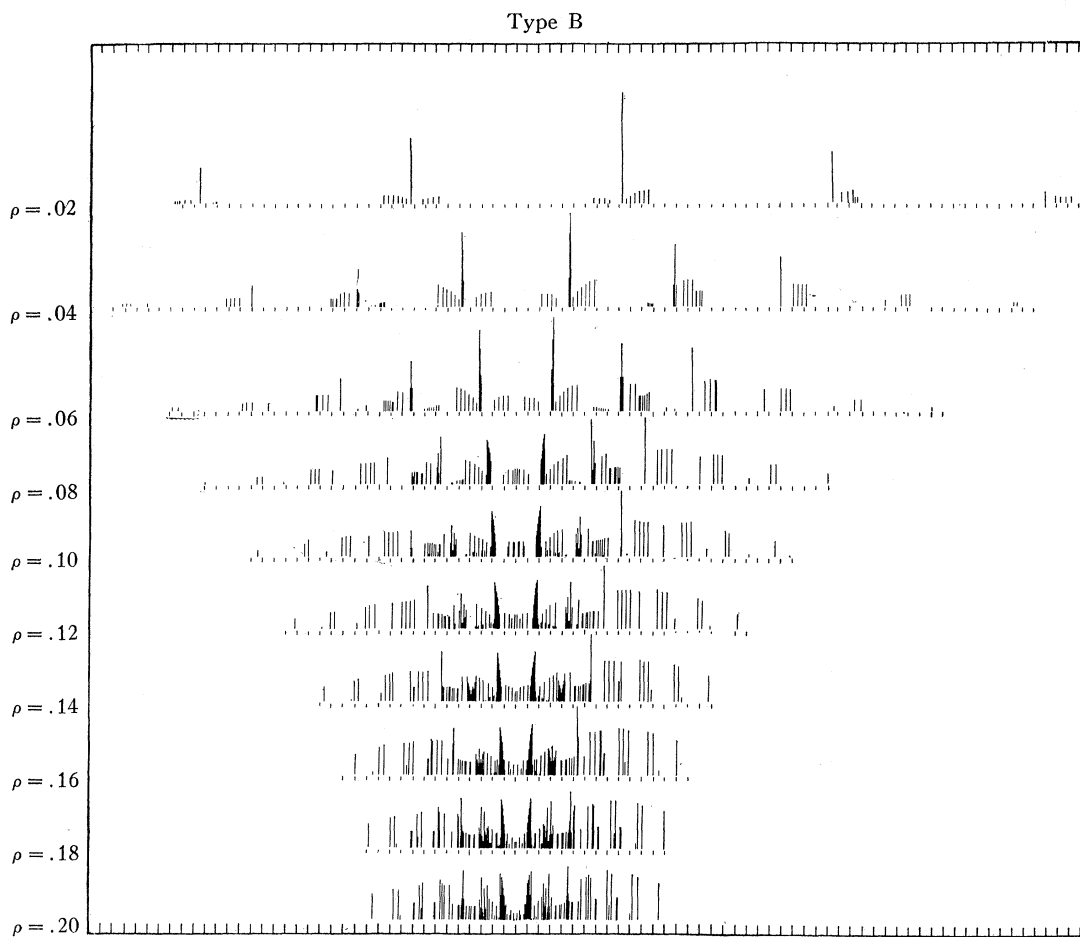 Type B
ρ = .02
ρ = .04
ρ = .06
ρ = .08
ρ = .10
ρ = .12
ρ = .14
ρ = .16
ρ = .18
ρ = .20